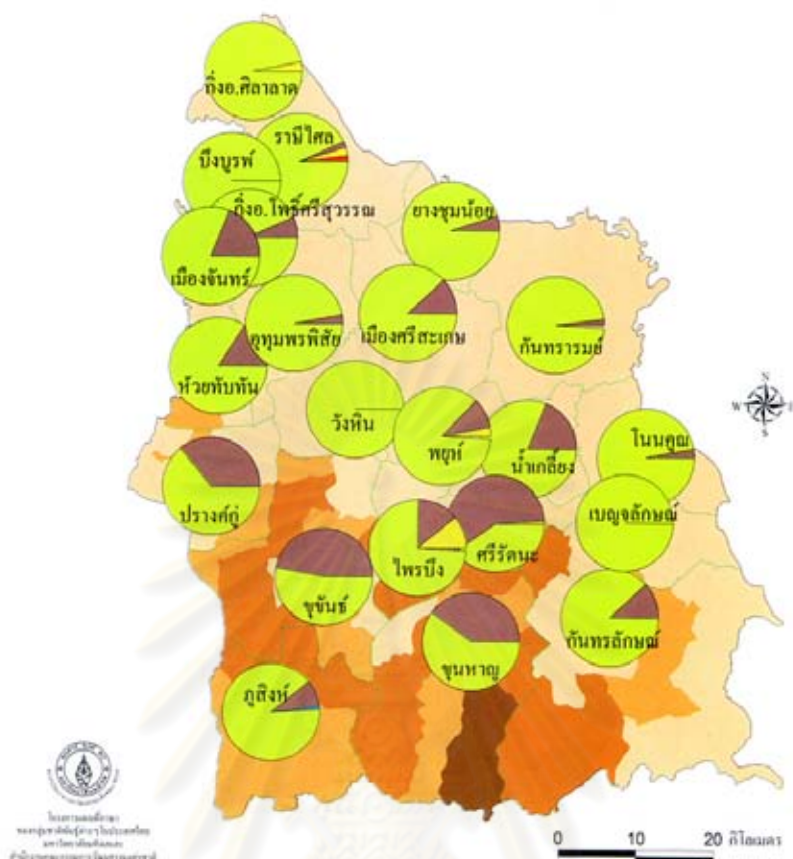 กิ่งอ.ศิลาลาด
ราษีไศล
บึงบูรพ์
กิ่งอ.โพธิ์ศรีสุวรรณ
ยางชุมน้อย
เมืองจันทร์
อุทุมพรพิสัย
เมืองศรีสะเกษ
กันทรารมย์
ห้วยทับทัน
วังหิน
พยุห์
น้ำเกลี้ยง
โนนคูณ
ปรางค์กู่
เบญจลักษณ์
ไพรบึง
ศรีรัตนะ
ขุขันธ์
กันทรลักษณ์
ขุนหาญ
ภูสิงห์
N
W E
S
0 10 20 กิโลเมตร